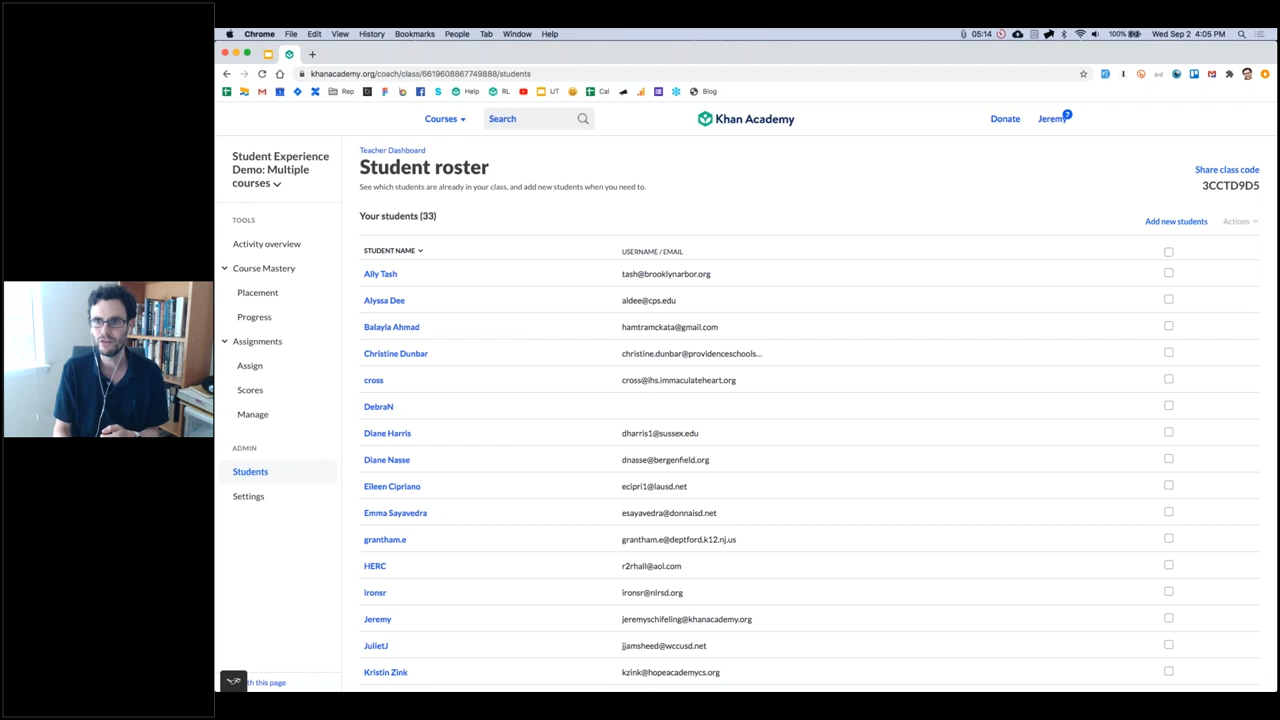 Chrome File Edit View History Bookmarks People Tab Window Help 05:14 100% Wed Sep 2 4:05 PM
khanacademy.org/coach/class/6619608867749888/students
Rep Help RL UT Cal Blog
Courses Search Khan Academy Donate Jeremy 7
Student Experience
Demo: Multiple
courses
TOOLS
Activity overview
Course Mastery
Placement
Progress
Assignments
Assign
Scores
Manage
ADMIN
Students
Settings
th this page
Teacher Dashboard
Student roster
See which students are already in your class, and add new students when you need to.
Share class code
3CCTD9D5
Your students (33)
Add new students Actions
STUDENT NAME USERNAME / EMAIL
Ally Tash tash@brooklynarbor.org
Alyssa Dee aldee@cps.edu
Balayla Ahmad hamtramckata@gmail.com
Christine Dunbar christine.dunbar@providenceschools...
cross cross@ihs.immaculateheart.org
DebraN
Diane Harris dharris1@sussex.edu
Diane Nasse dnasse@bergenfield.org
Eileen Cipriano ecipri1@lausd.net
Emma Sayavedra esayavedra@donnaisd.net
grantham.e grantham.e@deptford.k12.nj.us
HERC r2rhall@aol.com
ironsr ironsr@nlrsd.org
Jeremy jeremyschifeling@khanacademy.org
JulietJ jjamsheed@wccusd.net
Kristin Zink kzink@hopeacademycs.org